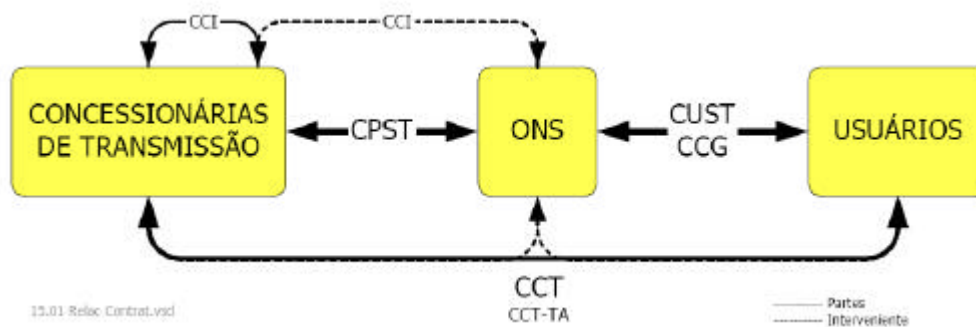 CCI
CCI
CONCESSIONÁRIAS
DE TRANSMISSÃO
CPST
ONS
CUST
CCG
USUÁRIOS
CCT
CCT-TA
15.01 Relac Contrat.vsd
Partes
Interveniente